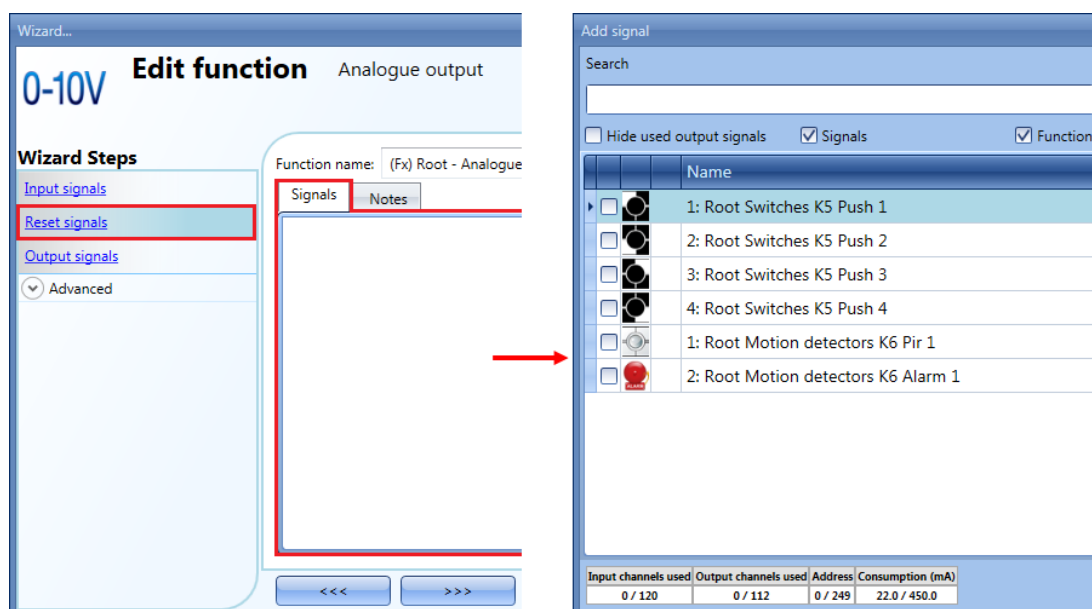 Wizard...
0-10V
Edit function Analogue output
Wizard Steps
Input signals
Reset signals
Output signals
Advanced
Function name: (Fx) Root - Analogue
Signals Notes
<<< >>>
Add signal
Search
Hide used output signals Signals Function
Name
1: Root Switches K5 Push 1
2: Root Switches K5 Push 2
3: Root Switches K5 Push 3
4: Root Switches K5 Push 4
1: Root Motion detectors K6 Pir 1
ALARM 2: Root Motion detectors K6 Alarm 1
Input channels used Output channels used Address Consumption (mA)
0 / 120 0 / 112 0 / 249 22.0 / 450.0